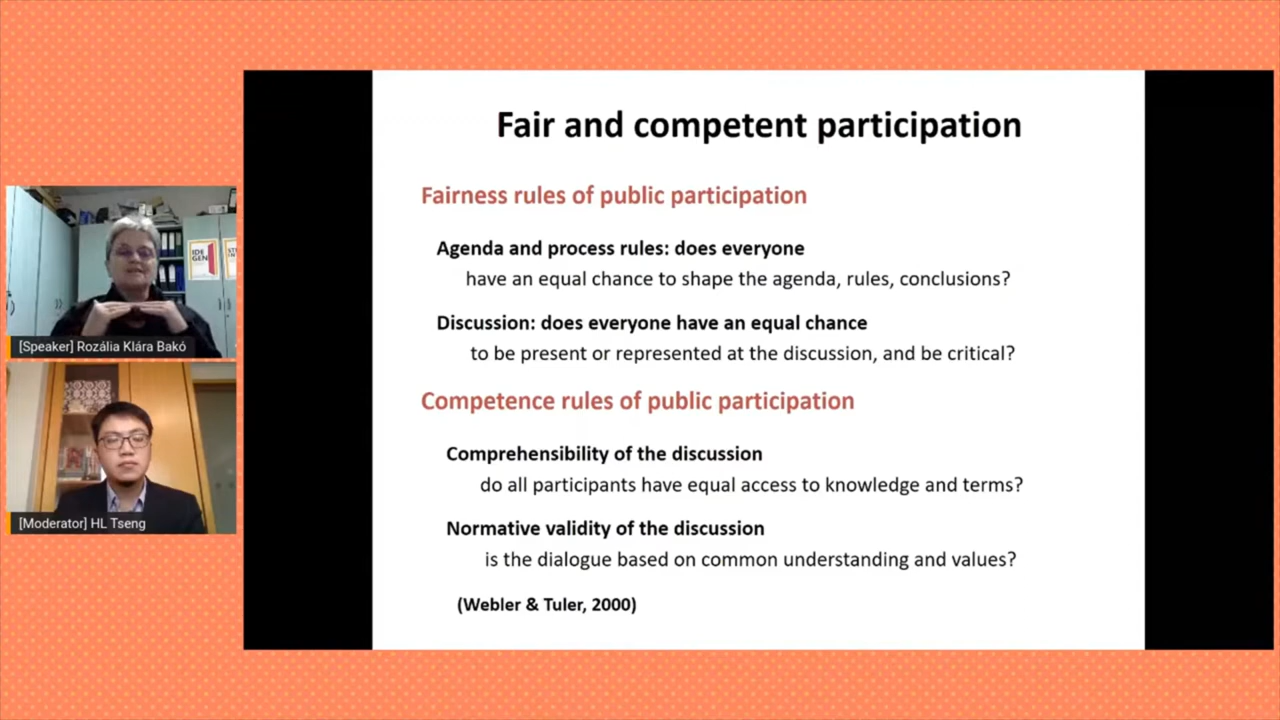 Fair and competent participation
Fairness rules of public participation
Agenda and process rules: does everyone
have an equal chance to shape the agenda, rules, conclusions?
Discussion: does everyone have an equal chance
to be present or represented at the discussion, and be critical?
Competence rules of public participation
Comprehensibility of the discussion
do all participants have equal access to knowledge and terms?
Normative validity of the discussion
is the dialogue based on common understanding and values?
(Webler & Tuler, 2000)
IDE
GEN
[Speaker] Rozália Klára Bakó
[Moderator] HL Tseng